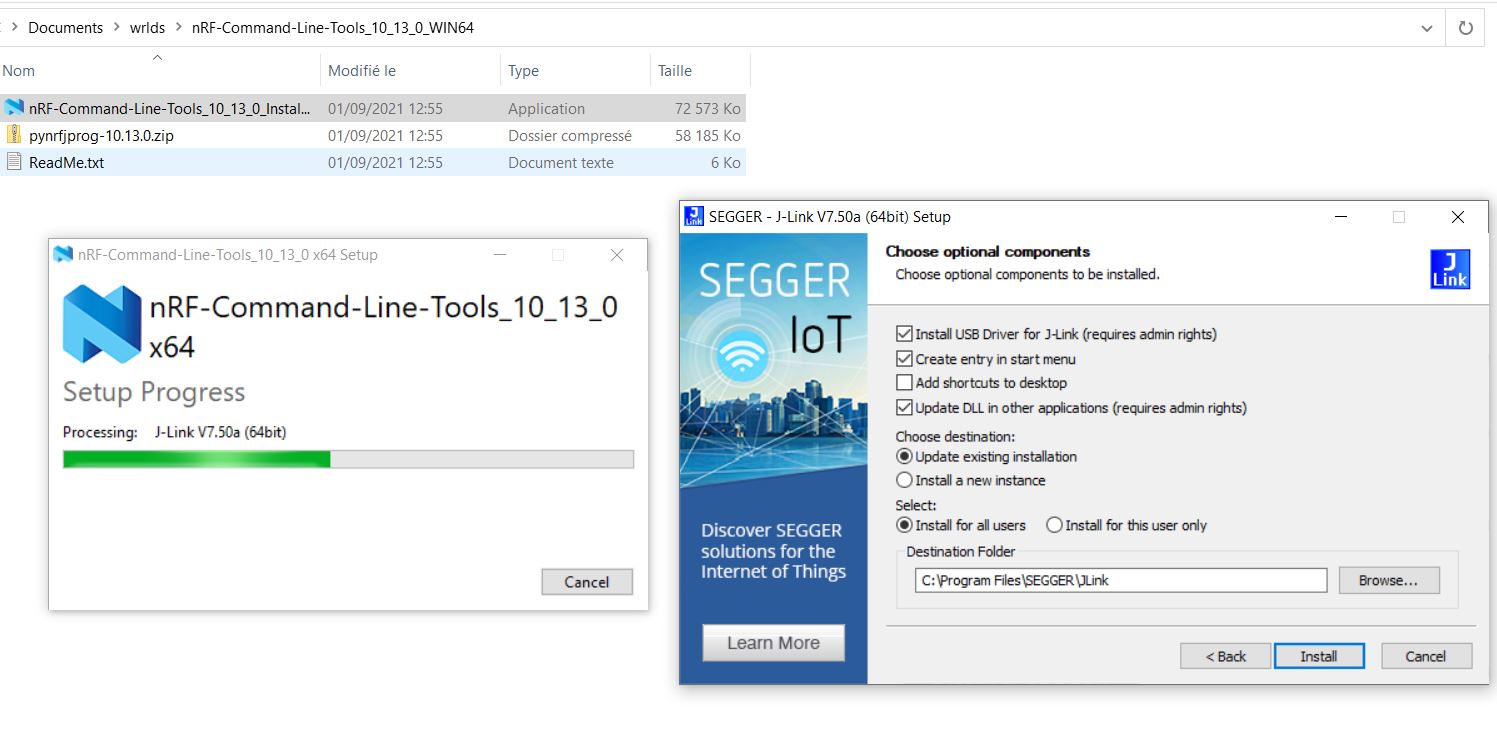 Documents > wrlds > nRF-Command-Line-Tools_10_13_0_WIN64
Nom Modifié le Type Taille
nRF-Command-Line-Tools_10_13_0_Instal... 01/09/2021 12:55 Application 72 573 Ko
pynrfjprog-10.13.0.zip 01/09/2021 12:55 Dossier compressé 58 185 Ko
ReadMe.txt 01/09/2021 12:55 Document texte 6 Ko
nRF-Command-Line-Tools_10_13_0 x64 Setup
nRF-Command-Line-Tools_10_13_0
x64
Setup Progress
Processing: J-Link V7.50a (64bit)
Cancel
J
Link
SEGGER - J-Link V7.50a (64bit) Setup
SEGGER
IoT
Discover SEGGER
solutions for the
Internet of Things
Learn More
Choose optional components
Choose optional components to be installed.
J
Link
Install USB Driver for J-Link (requires admin rights)
Create entry in start menu
Add shortcuts to desktop
Update DLL in other applications (requires admin rights)
Choose destination:
Update existing installation
Install a new instance
Select:
Install for all users Install for this user only
Destination Folder
C:\Program Files\SEGGER\JLink Browse...
< Back Install Cancel